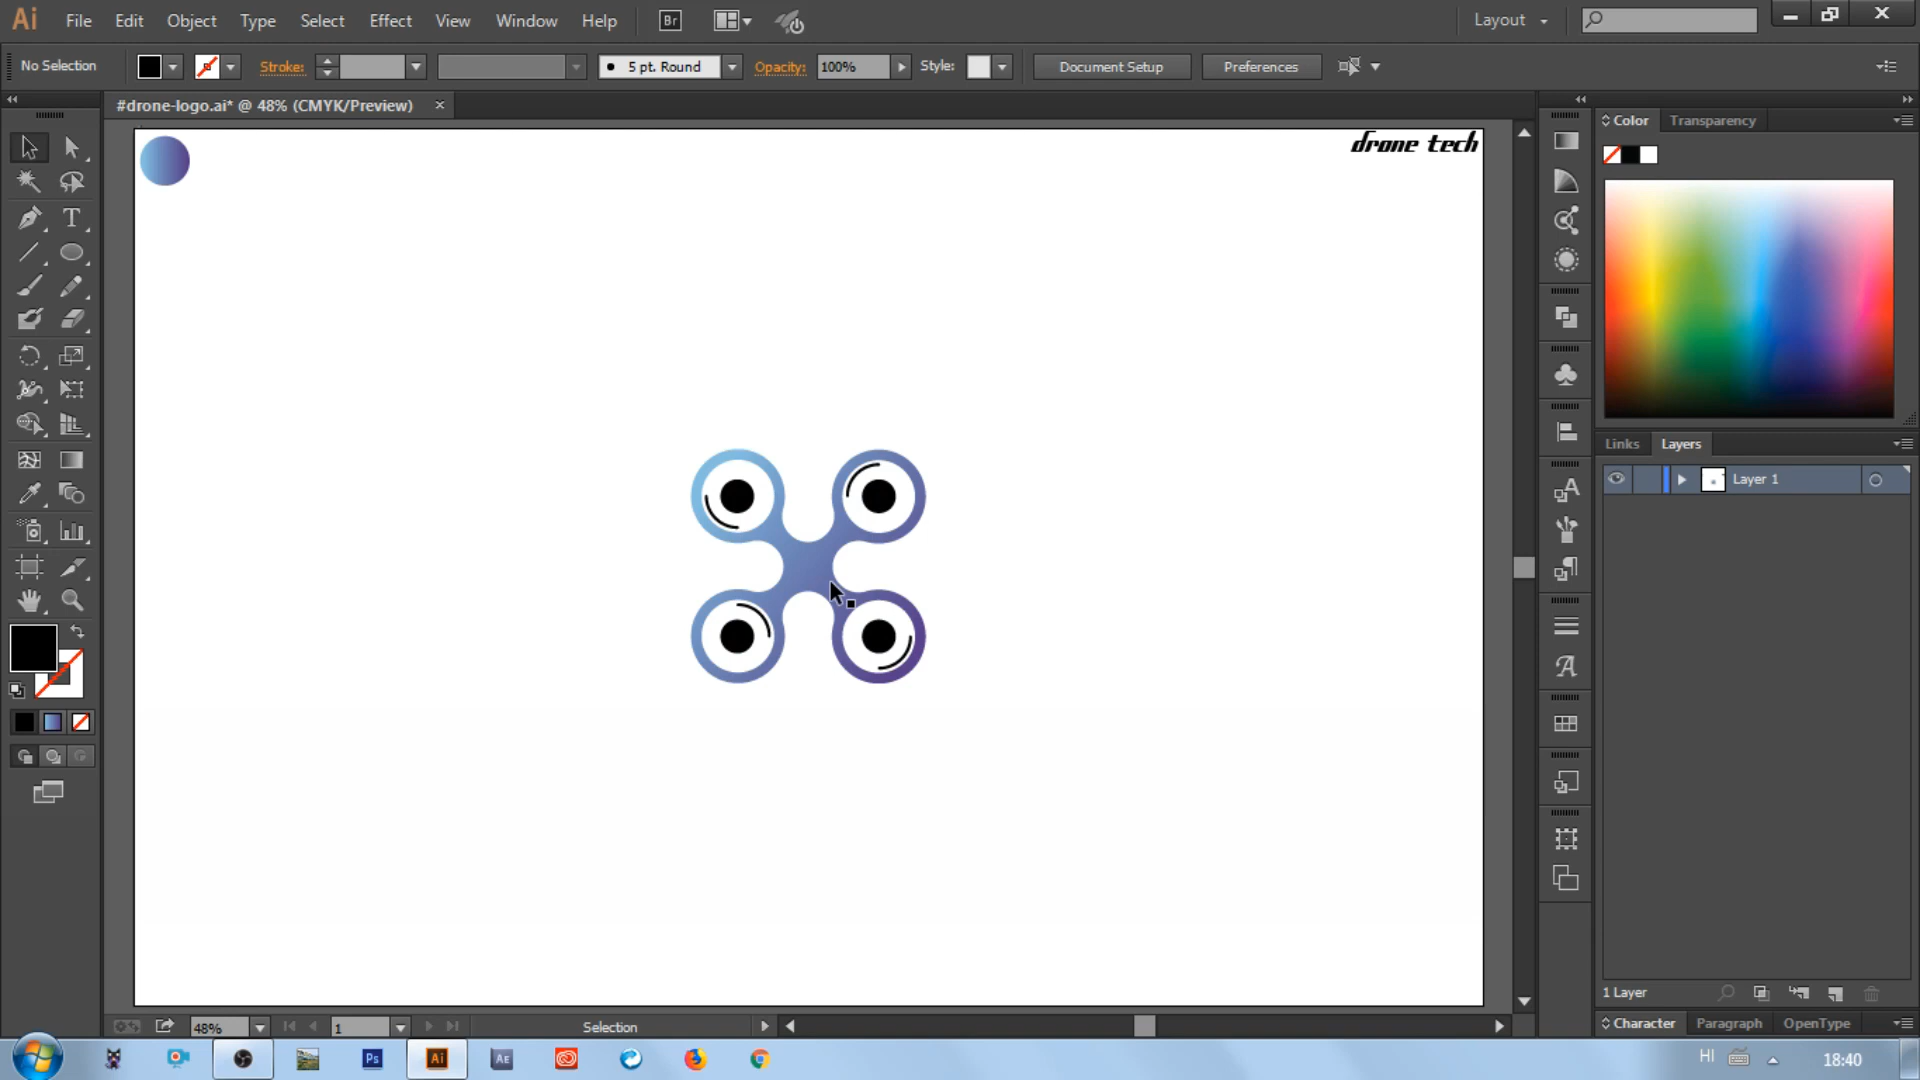 Ai File Edit Object Type Select Effect View Window Help Br Layout
No Selection Stroke: 5 pt. Round Opacity: 100% Style: Document Setup Preferences
#drone-logo.ai* @ 48% (CMYK/Preview)
drone tech
Color Transparency
Links Layers
Layer 1
1 Layer
Character Paragraph OpenType
48% 1 Selection
Ps Ai AE HI 18:40